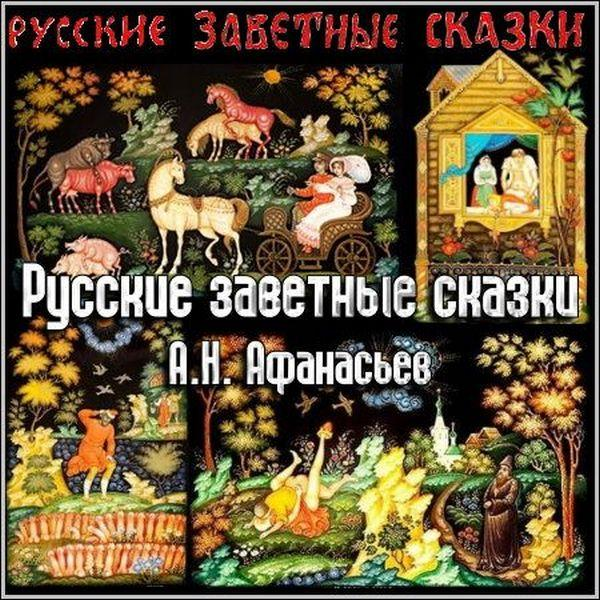 РУССКИЕ ЗАВЕТНЫЕ СКАЗКИ
Русские заветные сказки
А.Н. Афанасьев